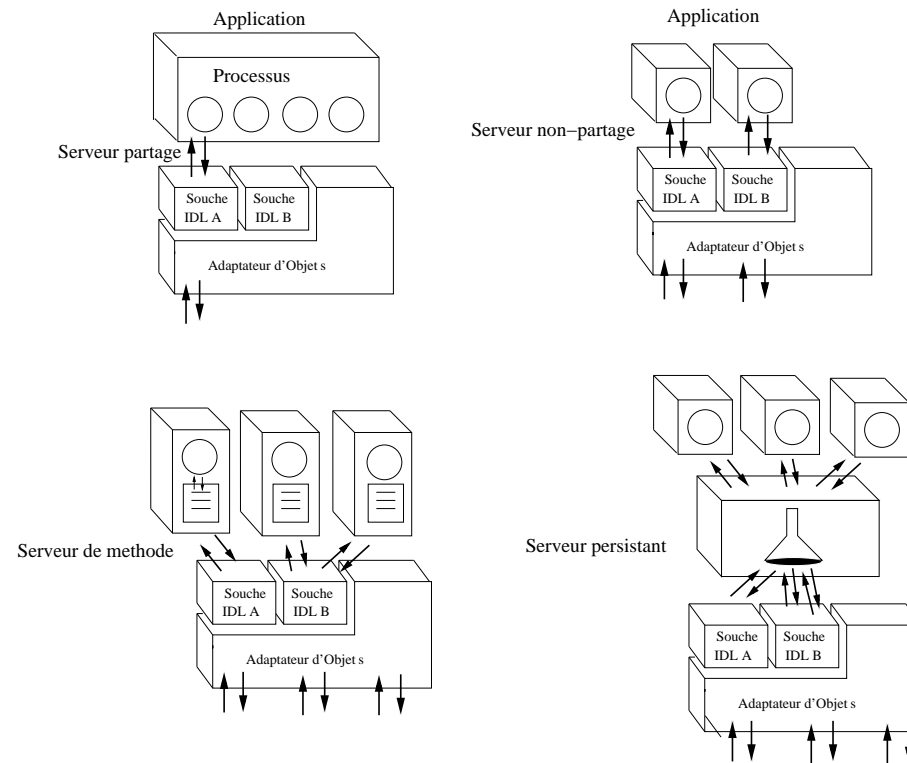 Application
Processus
Serveur partage
Souche
IDL A
Souche
IDL B
Adaptateur d'Objet s
Application
Serveur non-partage
Souche
IDL A
Souche
IDL B
Adaptateur d'Objet s
Serveur de methode
Souche
IDL A
Souche
IDL B
Adaptateur d'Objet s
Serveur persistant
Souche
IDL A
Souche
IDL B
Adaptateur d'Objet s